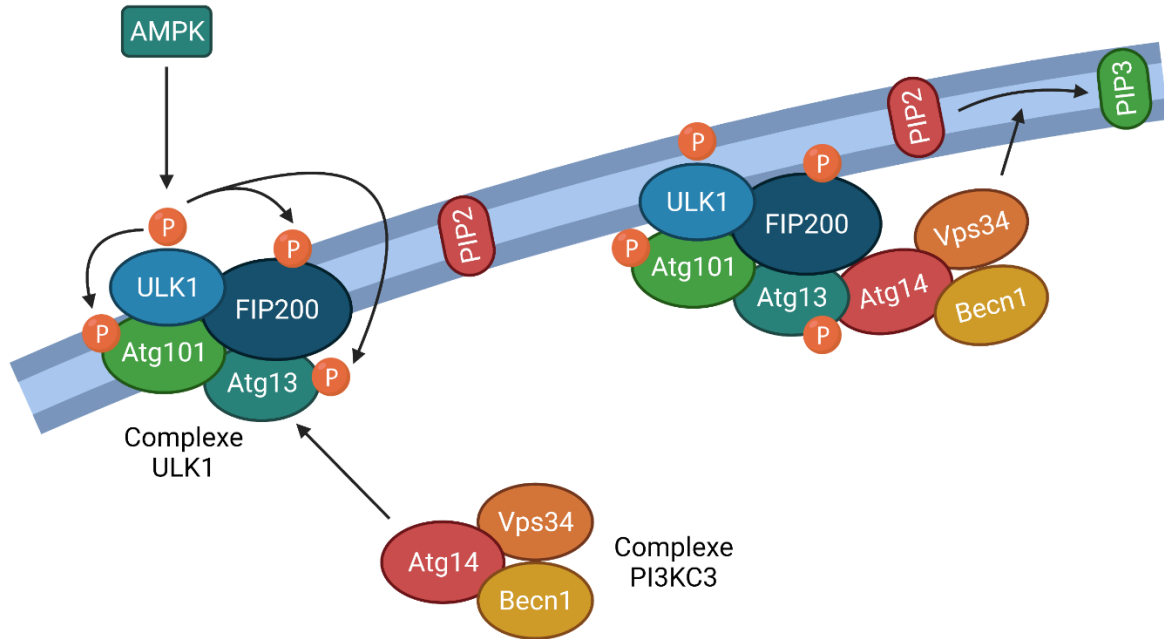 AMPK
P
P
P
P
ULK1
FIP200
Atg101
Atg13
Complexe
ULK1
PIP2
Atg14
Vps34
Becn1
Complexe
PI3KC3
P
P
P
P
ULK1
FIP200
Atg101
Atg13
Atg14
Vps34
Becn1
PIP2
PIP3